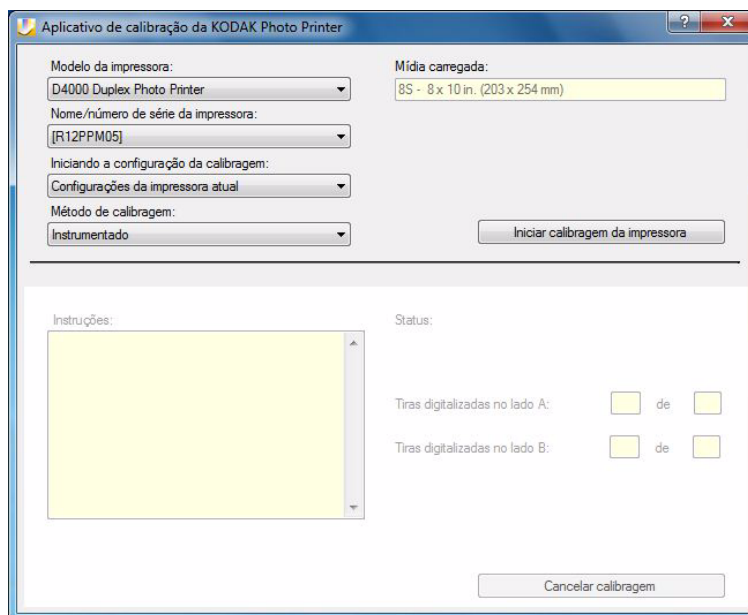 Aplicativo de calibração da KODAK Photo Printer
Modelo da impressora:
D4000 Duplex Photo Printer
Nome/número de série da impressora:
[R12PPM05]
Iniciando a configuração da calibragem:
Configurações da impressora atual
Método de calibragem:
Instrumentado
Mídia carregada:
8S - 8 x 10 in. (203 x 254 mm)
Iniciar calibragem da impressora
Instruções:
Status:
Tiras digitalizadas no lado A: de
Tiras digitalizadas no lado B: de
Cancelar calibragem